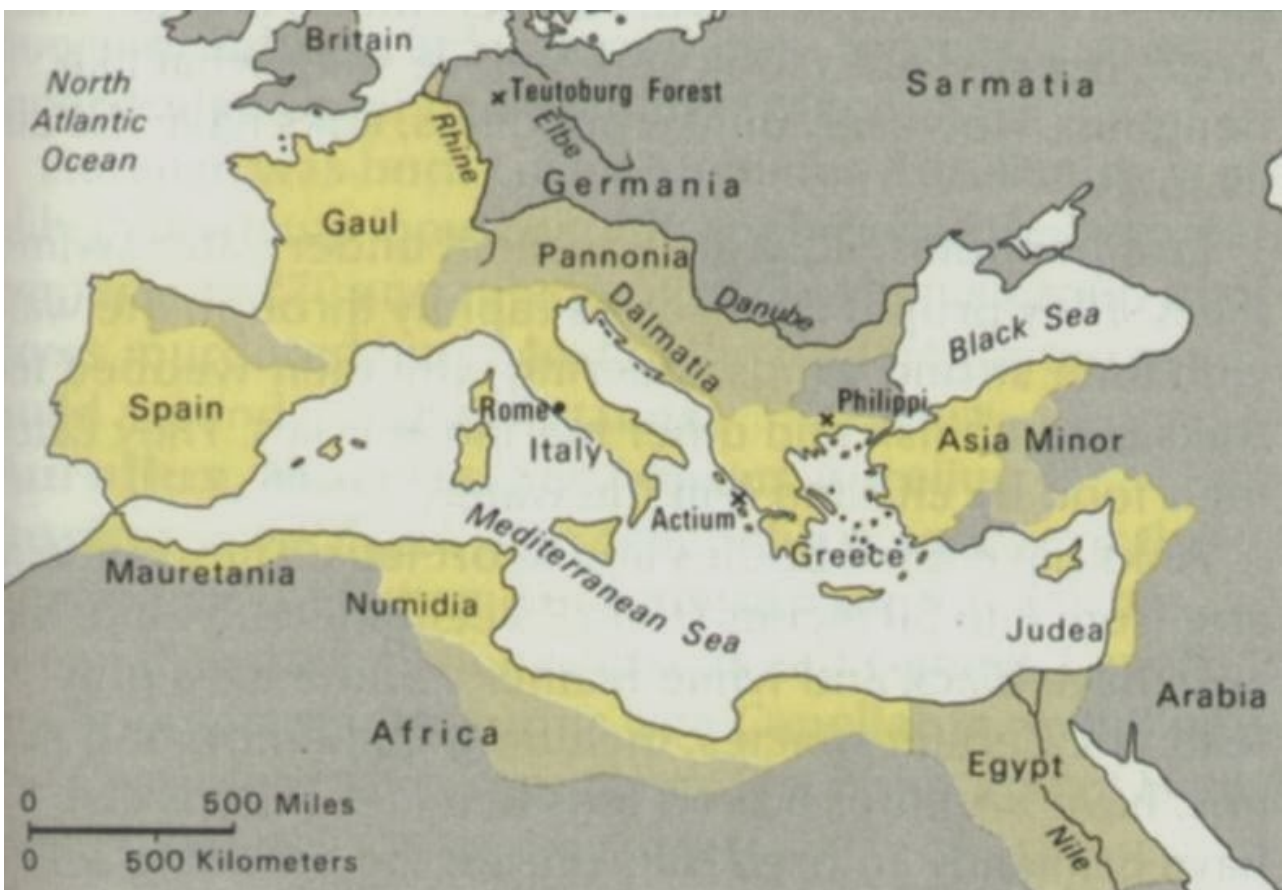 Britain
North
Atlantic
Ocean
Teutoburg Forest
Sarmatia
Rhine
Elbe
Germania
Gaul
Pannonia
Dalmatia
Danube
Black Sea
Spain
Rome
Italy
Philippi
Asia Minor
Actium
Greece
Mediterranean Sea
Mauretania
Numidia
Judea
Africa
Arabia
Egypt
Nile
0 500 Miles
0 500 Kilometers